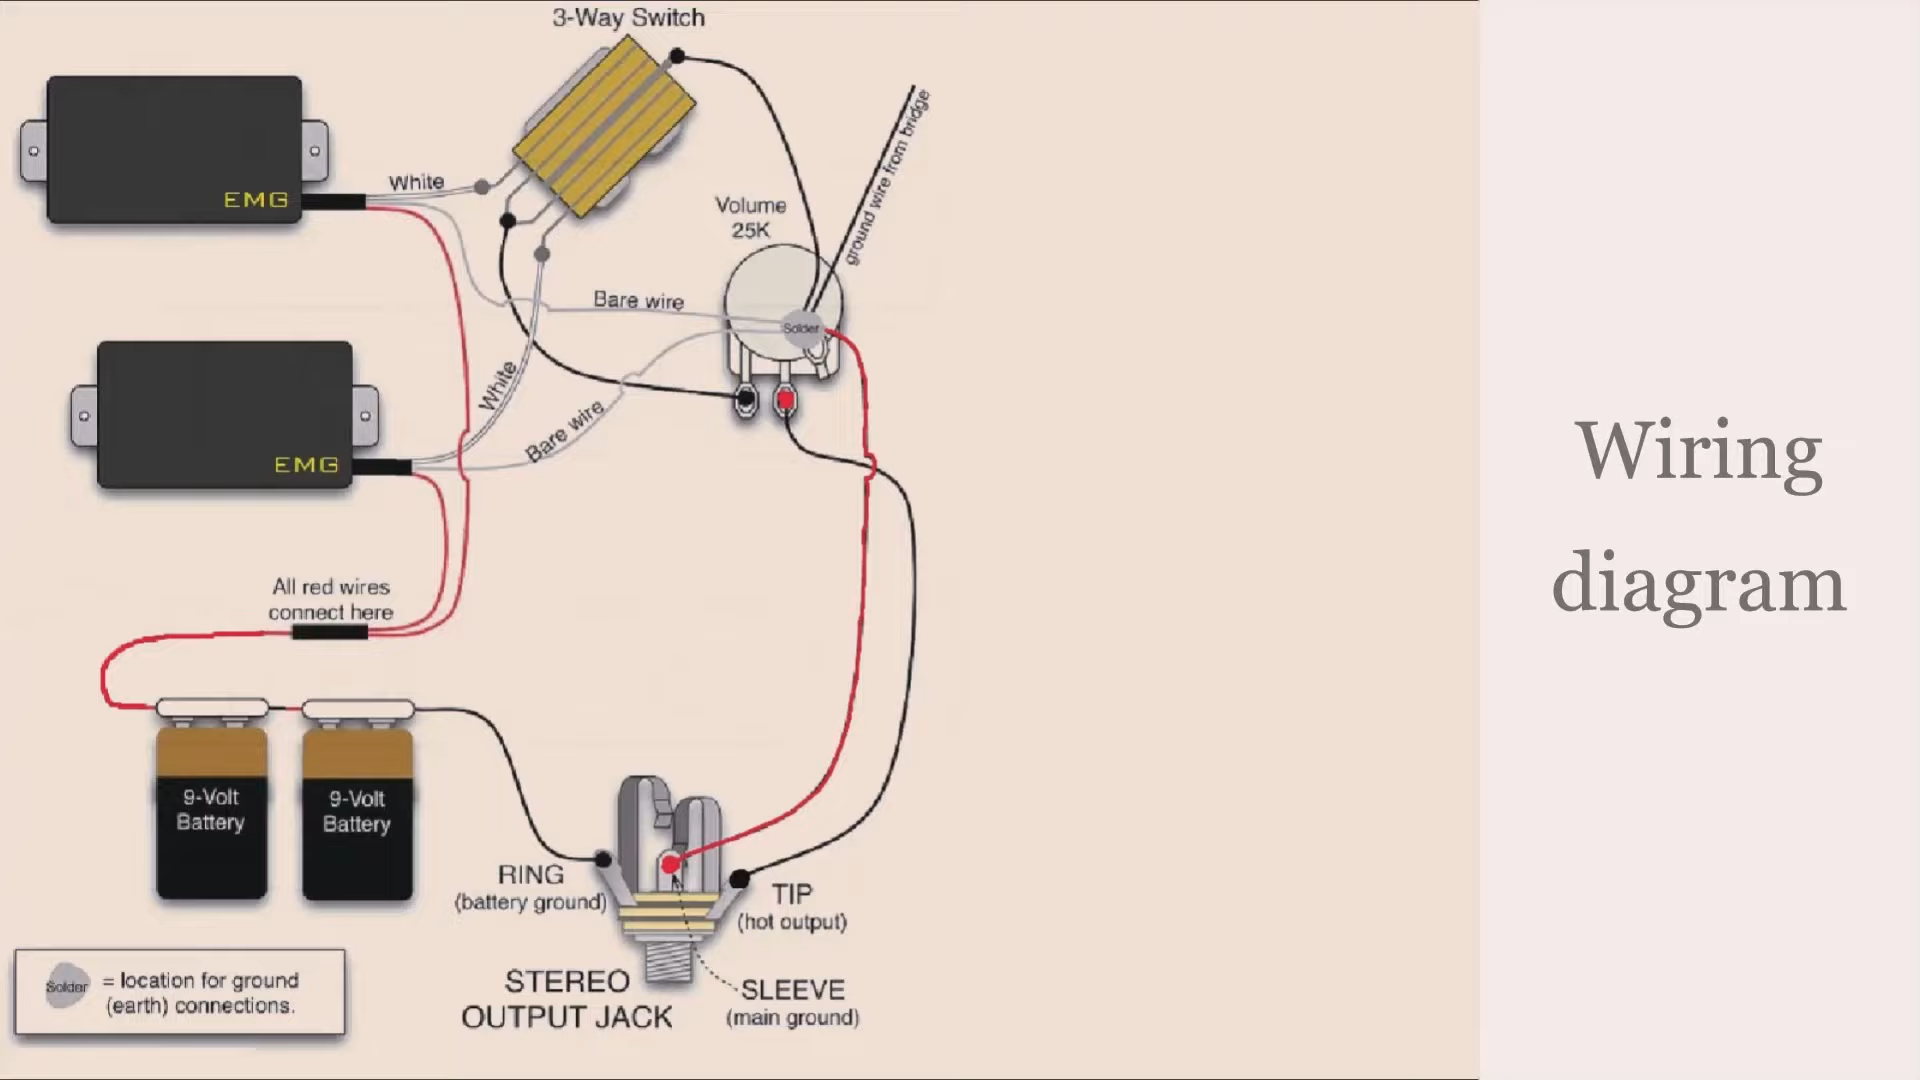 3-Way Switch
EMG
White
ground wire from bridge
Volume
25K
Bare wire
Solder
White
Bare wire
EMG
All red wires
connect here
9-Volt
Battery
9-Volt
Battery
RING
(battery ground)
TIP
(hot output)
STEREO
OUTPUT JACK
SLEEVE
(main ground)
Solder
= location for ground
(earth) connections.
Wiring
diagram